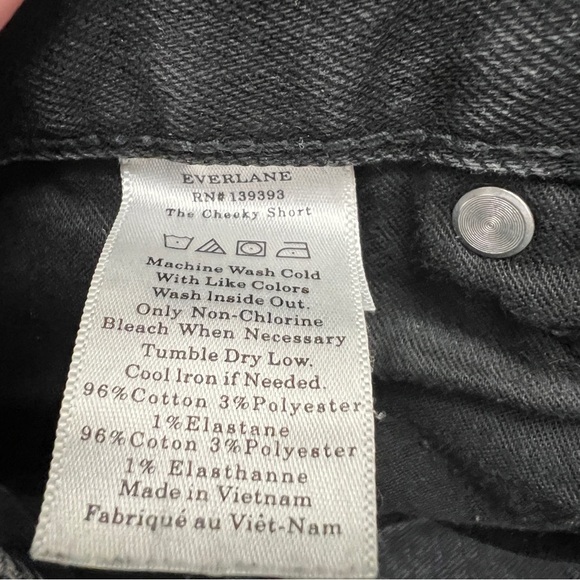 EVERLANE
RN# 139393
The Cheeky Short
Machine Wash Cold
With Like Colors
Wash Inside Out.
Only Non-Chlorine
Bleach When Necessary
Tumble Dry Low.
Cool Iron if Needed.
96%Cotton 3%Polyester
1%Elastane
96%Coton 3%Polyester
1% Elasthanne
Made in Vietnam
Fabriqué au Viêt-Nam